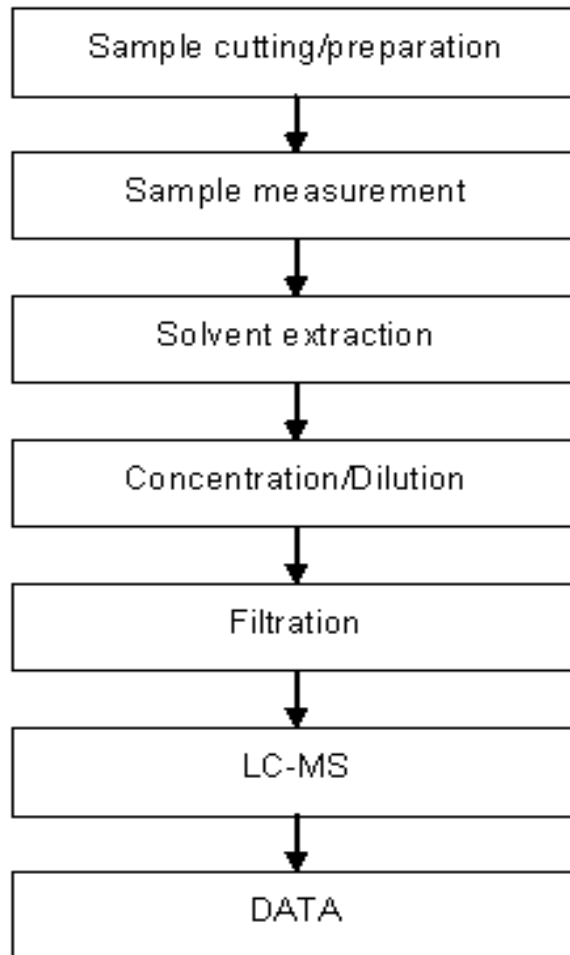 Sample cutting/preparation
Sample measurement
Solvent extraction
Concentration/Dilution
Filtration
LC-MS
DATA